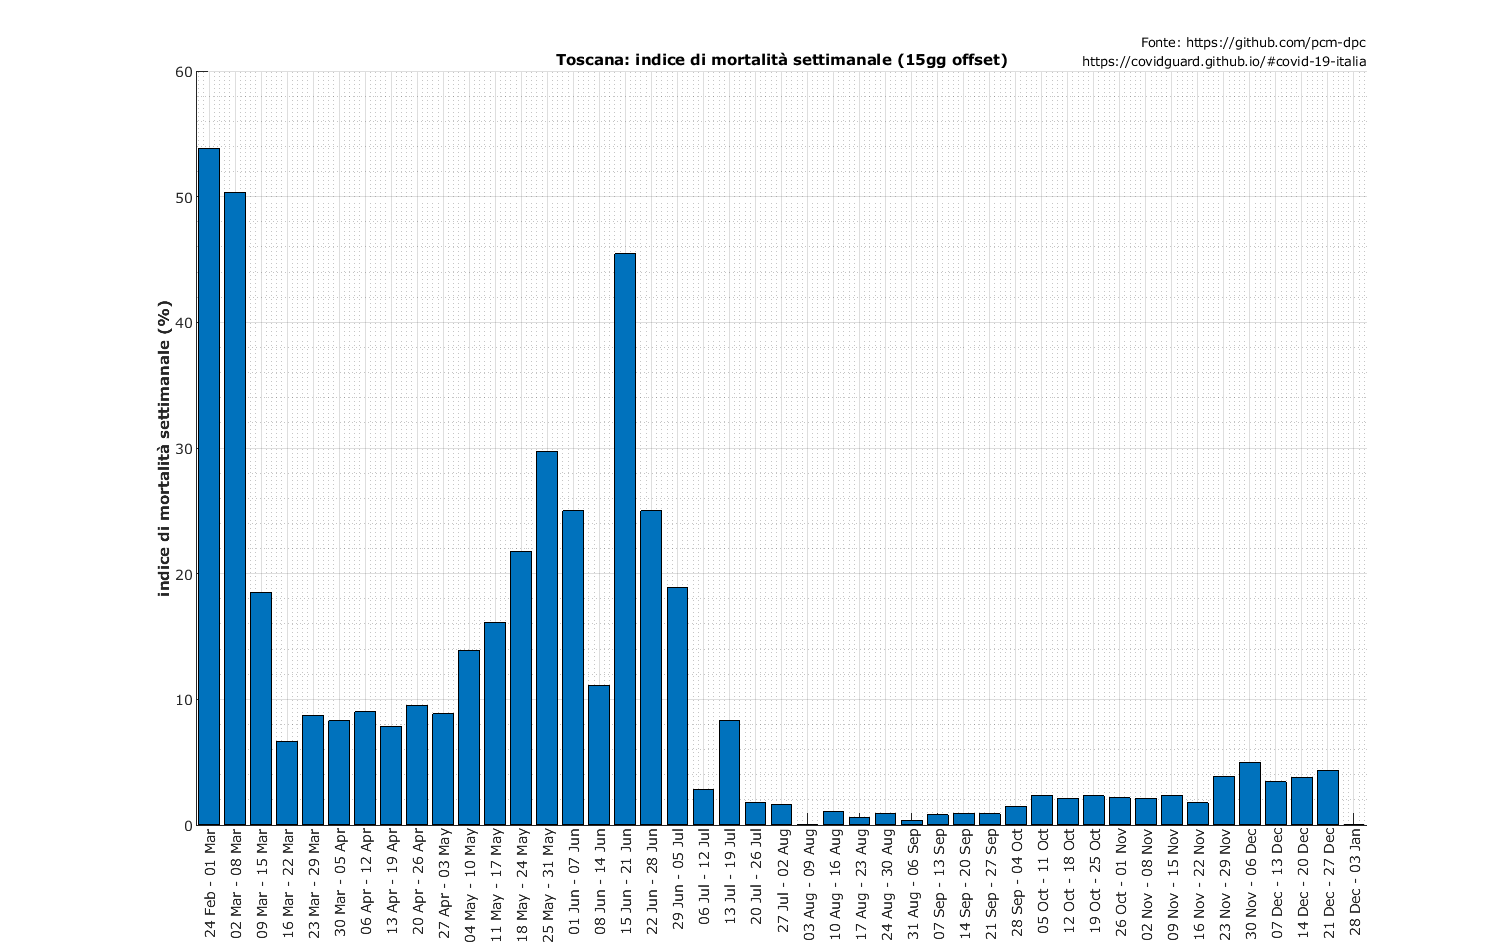 Fonte: https://github.com/pcm-dpc
Toscana: indice di mortalità settimanale (15gg offset)
https://covidguard.github.io/#covid-19-italia
indice di mortalità settimanale (%)
60
50
40
30
20
10
0
24 Feb - 01 Mar
02 Mar - 08 Mar
09 Mar - 15 Mar
16 Mar - 22 Mar
23 Mar - 29 Mar
30 Mar - 05 Apr
06 Apr - 12 Apr
13 Apr - 19 Apr
20 Apr - 26 Apr
27 Apr - 03 May
04 May - 10 May
11 May - 17 May
18 May - 24 May
25 May - 31 May
01 Jun - 07 Jun
08 Jun - 14 Jun
15 Jun - 21 Jun
22 Jun - 28 Jun
29 Jun - 05 Jul
06 Jul - 12 Jul
13 Jul - 19 Jul
20 Jul - 26 Jul
27 Jul - 02 Aug
03 Aug - 09 Aug
10 Aug - 16 Aug
17 Aug - 23 Aug
24 Aug - 30 Aug
31 Aug - 06 Sep
07 Sep - 13 Sep
14 Sep - 20 Sep
21 Sep - 27 Sep
28 Sep - 04 Oct
05 Oct - 11 Oct
12 Oct - 18 Oct
19 Oct - 25 Oct
26 Oct - 01 Nov
02 Nov - 08 Nov
09 Nov - 15 Nov
16 Nov - 22 Nov
23 Nov - 29 Nov
30 Nov - 06 Dec
07 Dec - 13 Dec
14 Dec - 20 Dec
21 Dec - 27 Dec
28 Dec - 03 Jan